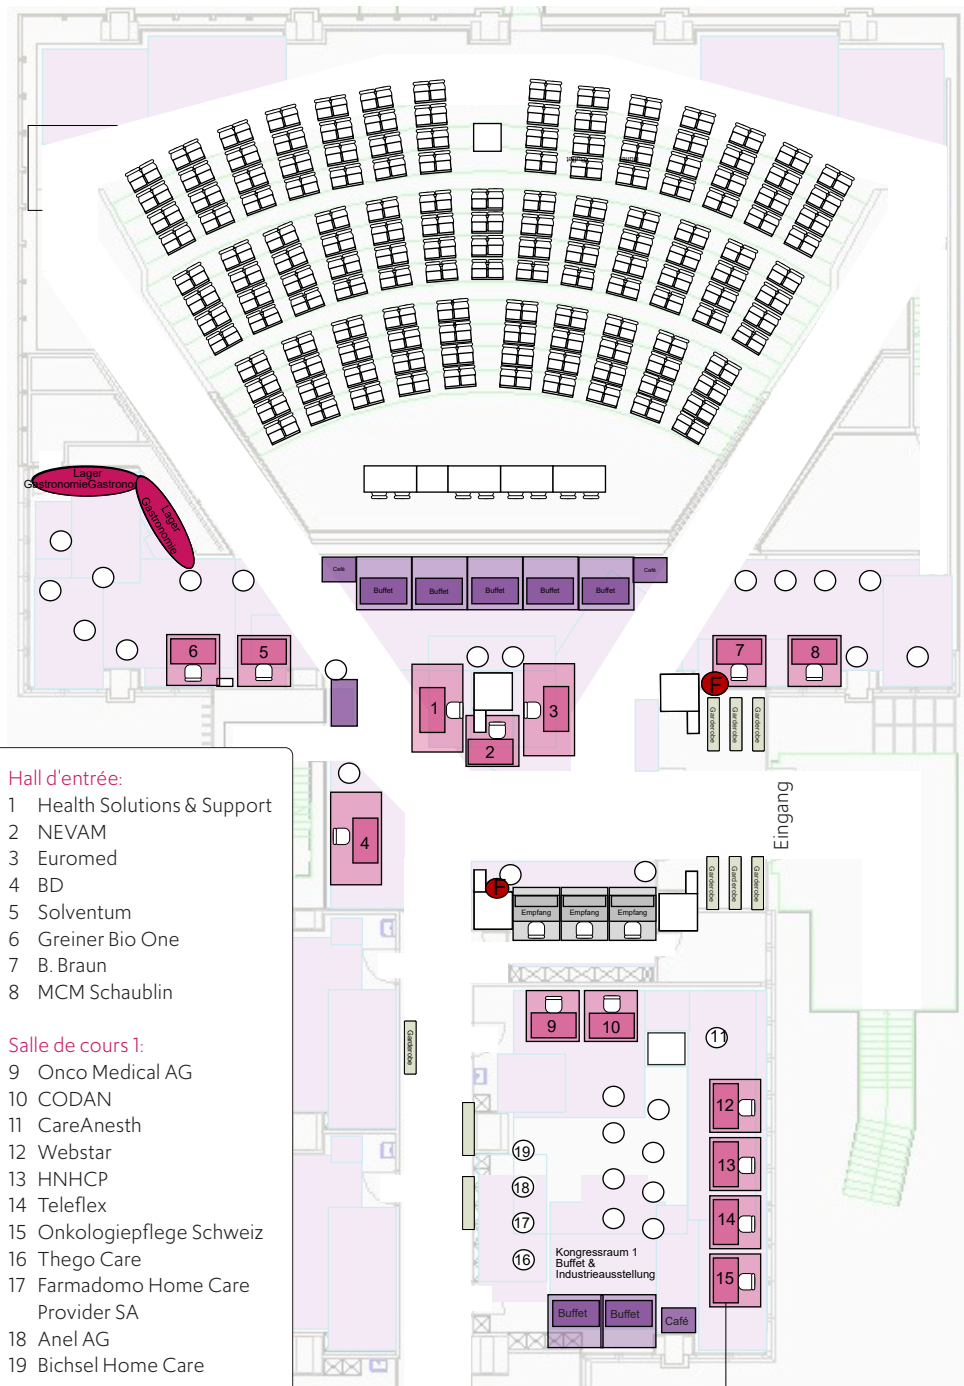 Lager
GastronomieGastrono
Lager
Gastronomie
Café
Buffet
Buffet
Buffet
Buffet
Buffet
Café
6
5
7
8
F
1
2
3
Garderobe
Garderobe
Garderobe
4
Eingang
F
Empfang
Empfang
Empfang
Garderobe
Garderobe
Garderobe
Garderobe
9
10
11
12
13
14
15
19
18
17
16
Kongressraum 1
Buffet &
Industrieausstellung
Buffet
Buffet
Café
Hall d'entrée:
1 Health Solutions & Support
2 NEVAM
3 Euromed
4 BD
5 Solventum
6 Greiner Bio One
7 B. Braun
8 MCM Schaublin
Salle de cours 1:
9 Onco Medical AG
10 CODAN
11 CareAnesth
12 Webstar
13 HNHCP
14 Teleflex
15 Onkologiepflege Schweiz
16 Thego Care
17 Farmadomo Home Care
Provider SA
18 Anel AG
19 Bichsel Home Care